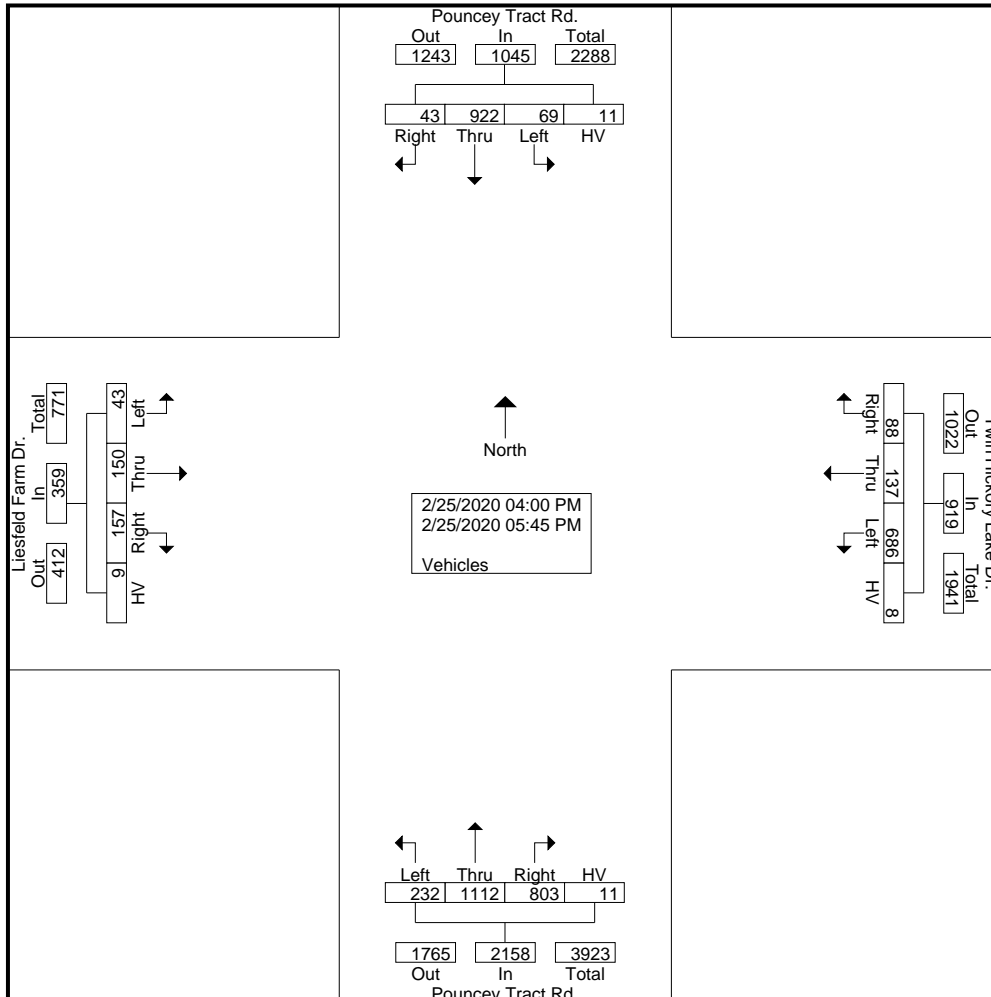 Pouncey Tract Rd.
Out In Total
1243 1045 2288
43 922 69 11
Right Thru Left HV
Liesfeld Farm Dr.
Total In Out
771 359 412
43 150 157 9
Left Thru Right HV
North
2/25/2020 04:00 PM
2/25/2020 05:45 PM
Vehicles
Twin Hickory Lake Dr.
Out In Total
1022 919 1941
88 137 686 8
Right Thru Left HV
Left Thru Right HV
232 1112 803 11
1765 2158 3923
Out In Total
Pouncey Tract Rd.